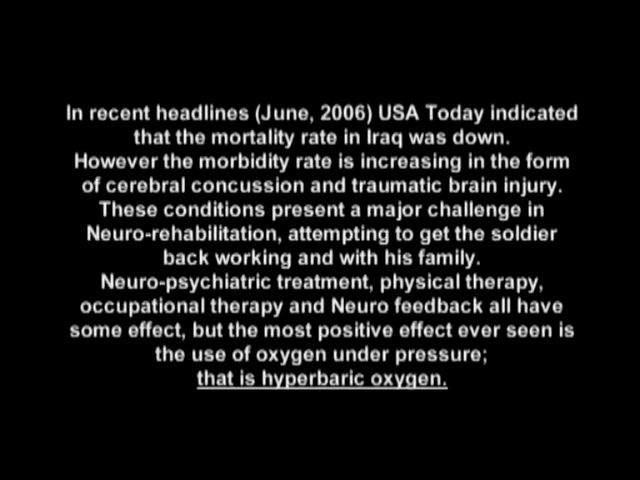 In recent headlines (June, 2006) USA Today indicated
that the mortality rate in Iraq was down.
However the morbidity rate is increasing in the form
of cerebral concussion and traumatic brain injury.
These conditions present a major challenge in
Neuro-rehabilitation, attempting to get the soldier
back working and with his family.
Neuro-psychiatric treatment, physical therapy,
occupational therapy and Neuro feedback all have
some effect, but the most positive effect ever seen is
the use of oxygen under pressure;
that is hyperbaric oxygen.